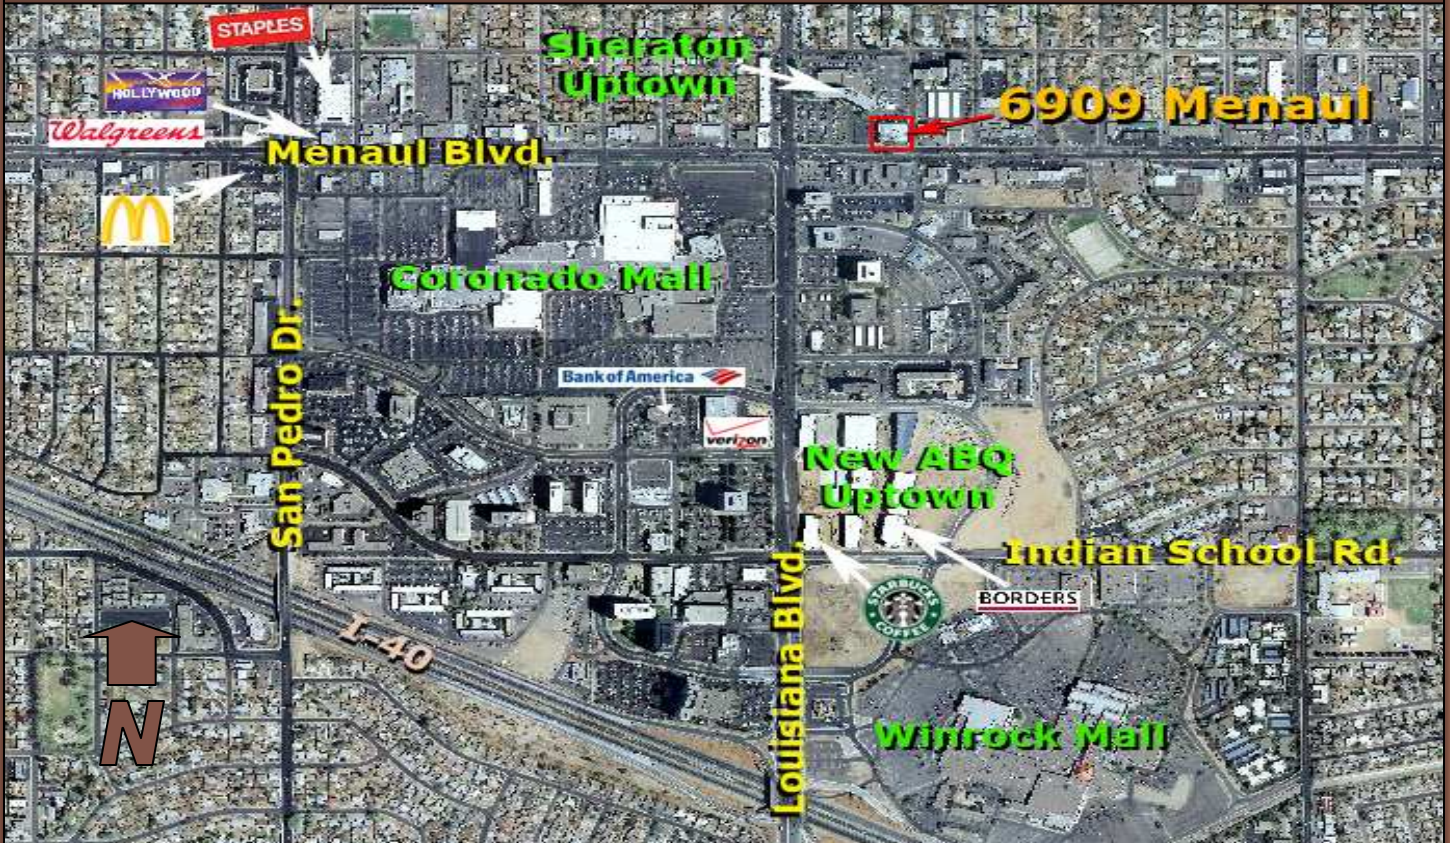 STAPLES
Sheraton
Uptown
HOLLYWOOD
Walgreens
6909 Menaul
Menaul Blvd.
Coronado Mall
San Pedro Dr.
Bank of America
verizon
New ABQ
Uptown
Indian School Rd.
Louisiana Blvd.
STARBUCKS
COFFEE
BORDERS
I-40
N
Winrock Mall